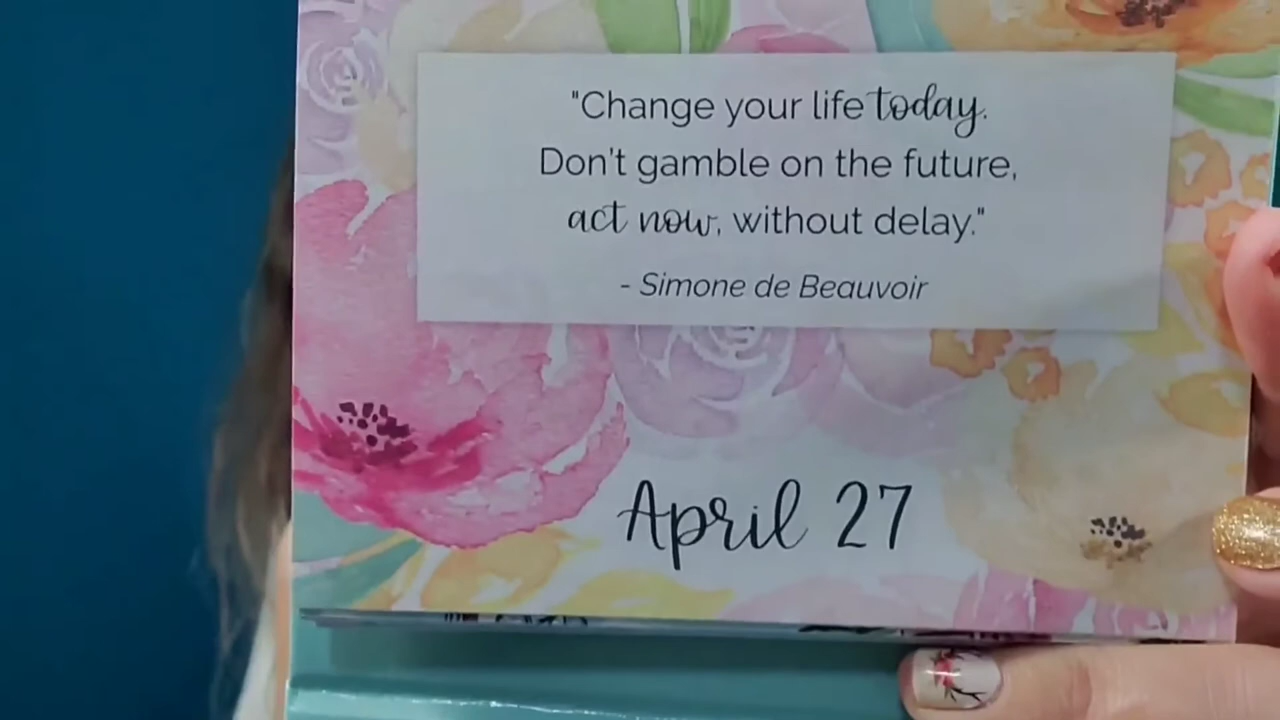 "Change your life today.
Don't gamble on the future,
act now, without delay."
- Simone de Beauvoir
April 27